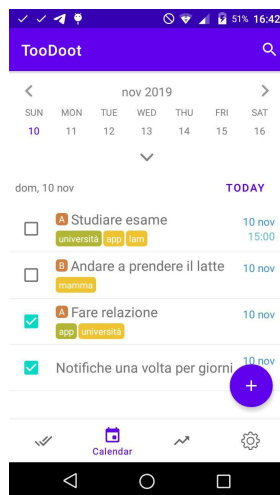 51% 16:42
TooDoot
nov 2019
SUN MON TUE WED THU FRI SAT
10 11 12 13 14 15 16
dom, 10 nov TODAY
A Studiare esame 10 nov
università app lam 15:00
B Andare a prendere il latte 10 nov
mamma
A Fare relazione 10 nov
app università
Notifiche una volta per giorni 10 nov
Calendar